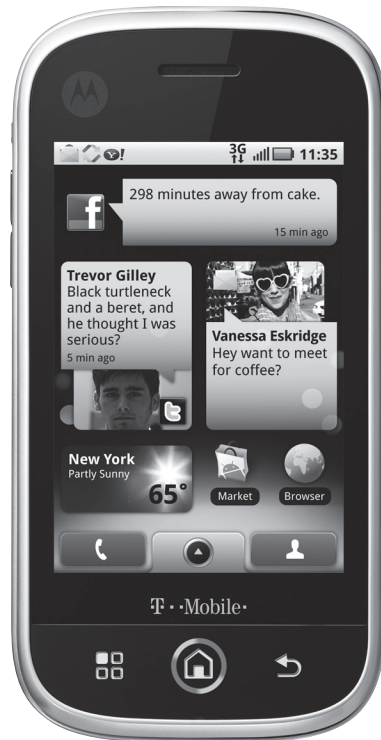 3G 11:35
298 minutes away from cake.
15 min ago
Trevor Gilley
Black turtleneck
and a beret, and
he thought I was
serious?
5 min ago
Vanessa Eskridge
Hey want to meet
for coffee?
New York
Partly Sunny
65°
Market
Browser
T··Mobile·